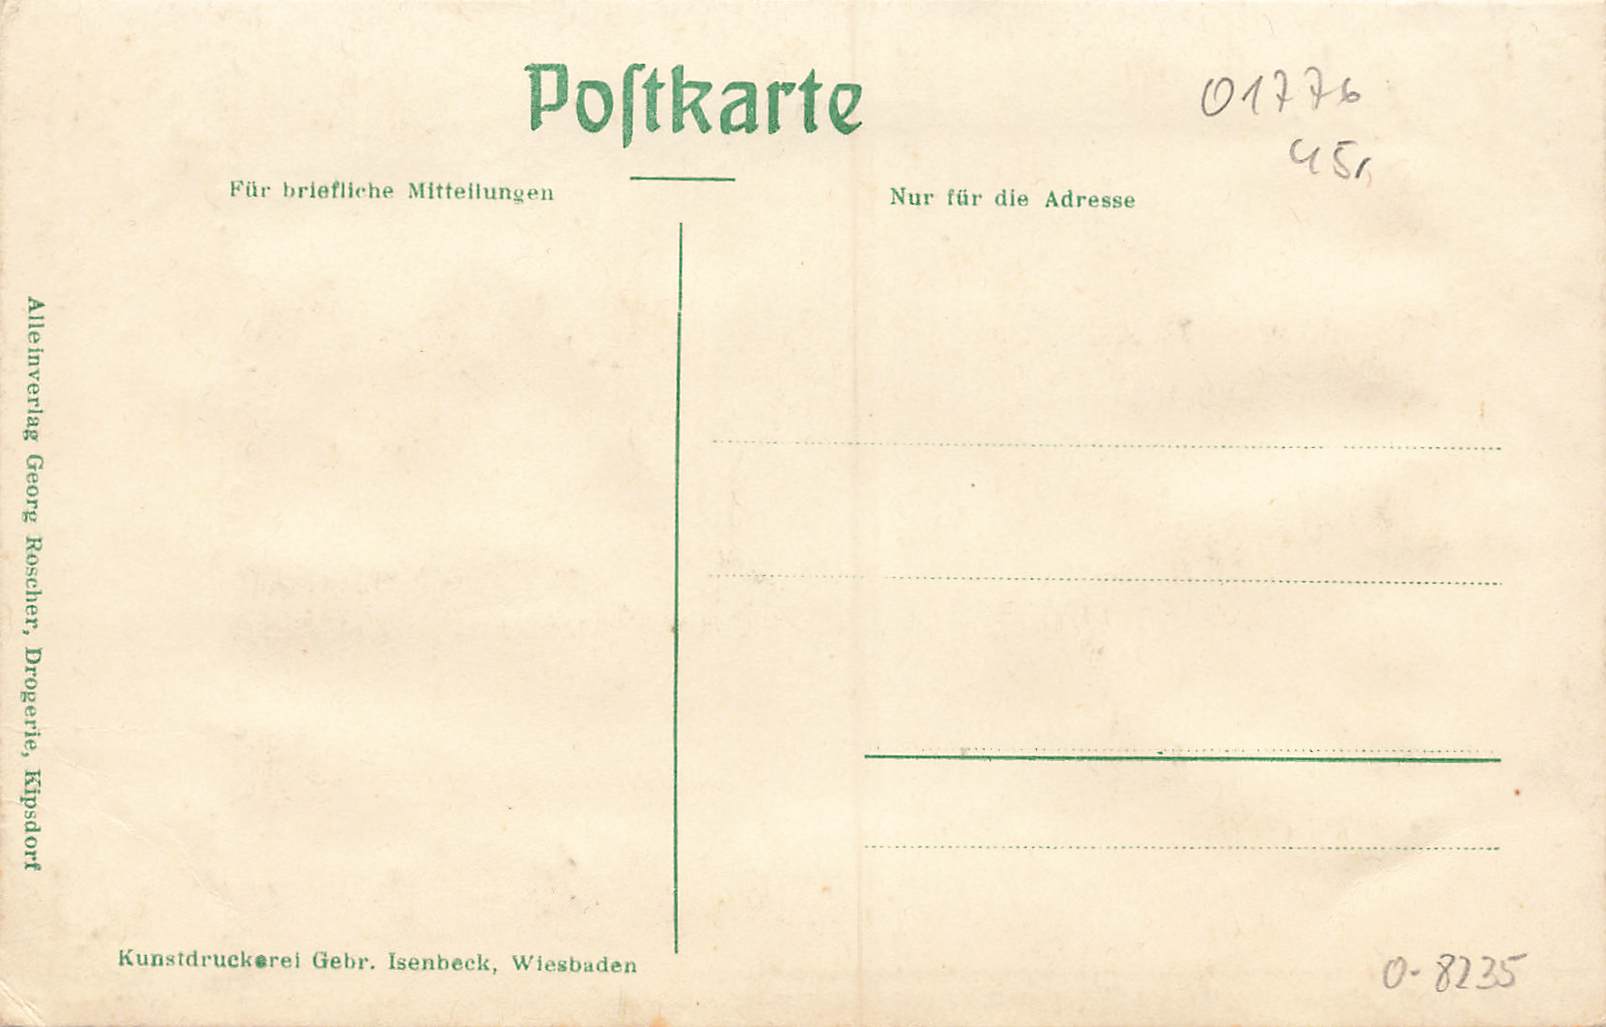 Poſtkarte
01776
45,
Für briefliche Mitteilungen
Nur für die Adresse
Alleinverlag Georg Roscher, Drogerie, Kipsdorf
Kunstdruckerei Gebr. Isenbeck, Wiesbaden
0-8235